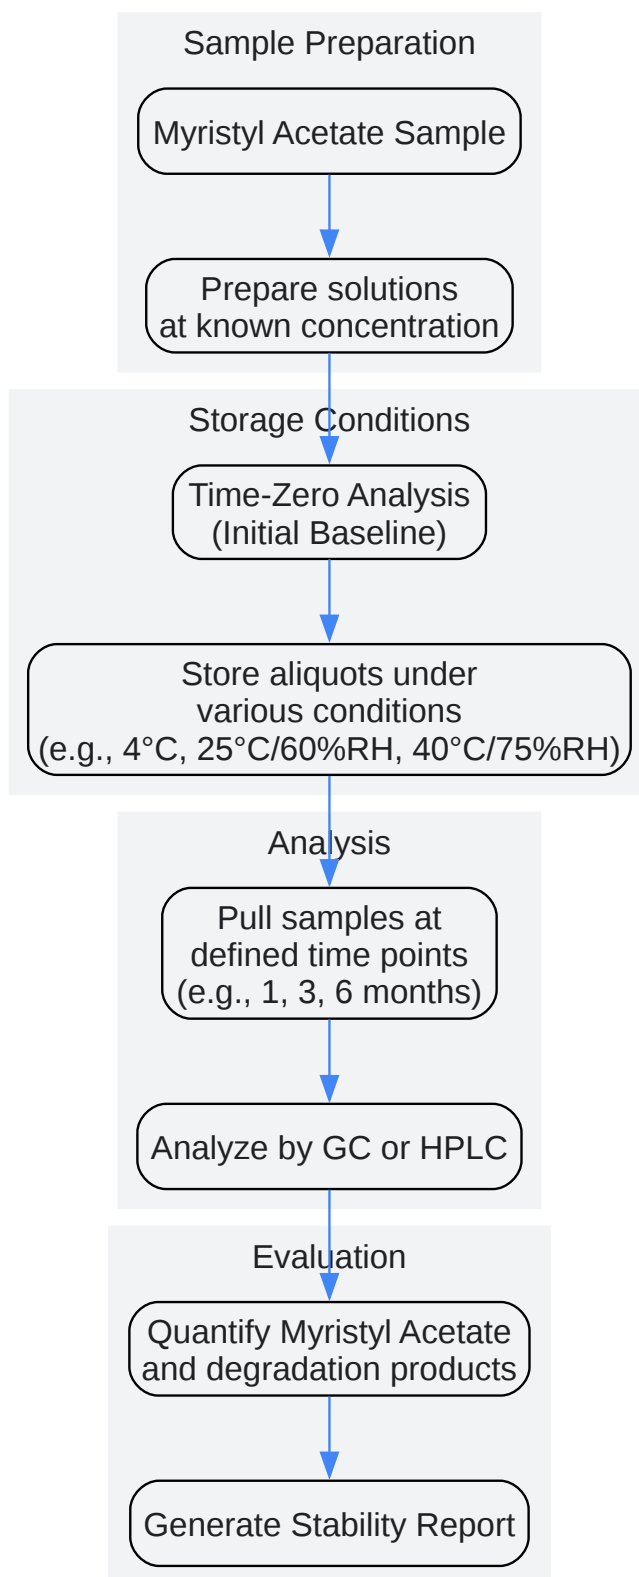 Sample Preparation
Myristyl Acetate Sample
Prepare solutions
at known concentration
Storage Conditions
Time-Zero Analysis
(Initial Baseline)
Store aliquots under
various conditions
(e.g., 4°C, 25°C/60%RH, 40°C/75%RH)
Analysis
Pull samples at
defined time points
(e.g., 1, 3, 6 months)
Analyze by GC or HPLC
Evaluation
Quantify Myristyl Acetate
and degradation products
Generate Stability Report